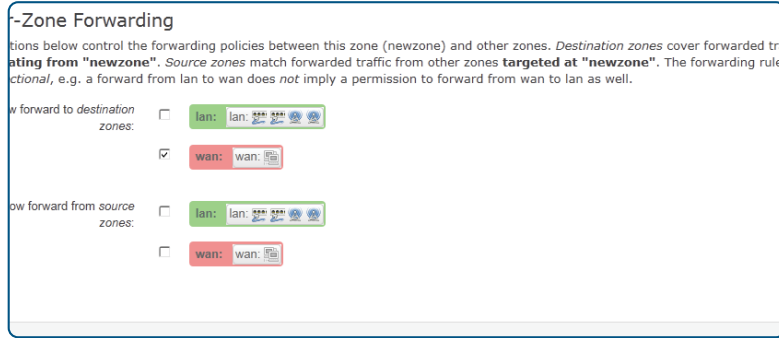 r-Zone Forwarding
tions below control the forwarding policies between this zone (newzone) and other zones. Destination zones cover forwarded tr
ating from "newzone". Source zones match forwarded traffic from other zones targeted at "newzone". The forwarding rule
ctional, e.g. a forward from lan to wan does not imply a permission to forward from wan to lan as well.
w forward to destination
zones:
lan: lan:
wan: wan:
ow forward from source
zones:
lan: lan:
wan: wan: